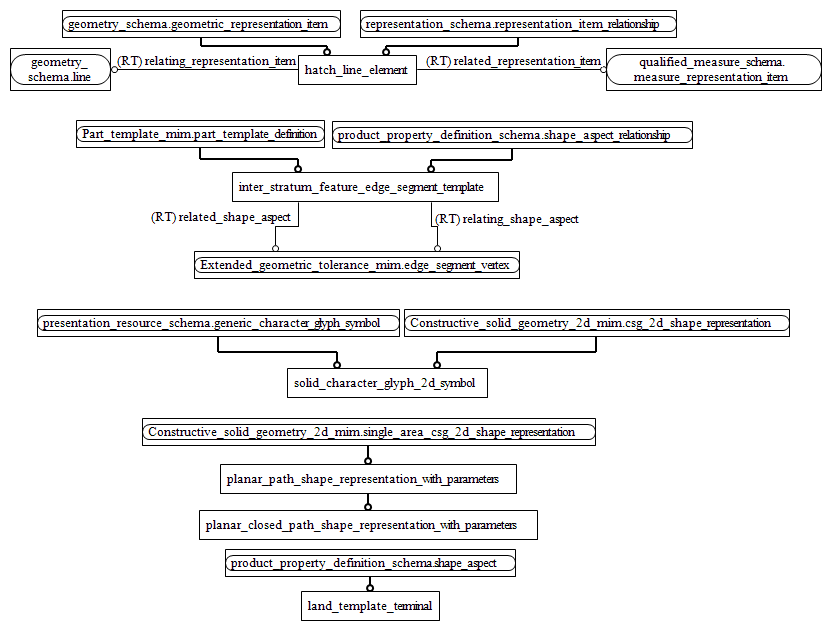 geometry_schema.geometric_representation_item
representation_schema.representation_item_relationship
geometry_
schema.line
(RT) relating_representation_item
hatch_line_element
(RT) related_representation_item
qualified_measure_schema.
measure_representation_item
Part_template_mim.part_template_definition
product_property_definition_schema.shape_aspect_relationship
inter_stratum_feature_edge_segment_template
(RT) related_shape_aspect
(RT) relating_shape_aspect
Extended_geometric_tolerance_mim.edge_segment_vertex
presentation_resource_schema.generic_character_glyph_symbol
Constructive_solid_geometry_2d_mim.csg_2d_shape_representation
solid_character_glyph_2d_symbol
Constructive_solid_geometry_2d_mim.single_area_csg_2d_shape_representation
planar_path_shape_representation_with_parameters
planar_closed_path_shape_representation_with_parameters
product_property_definition_schema.shape_aspect
land_template_terminal